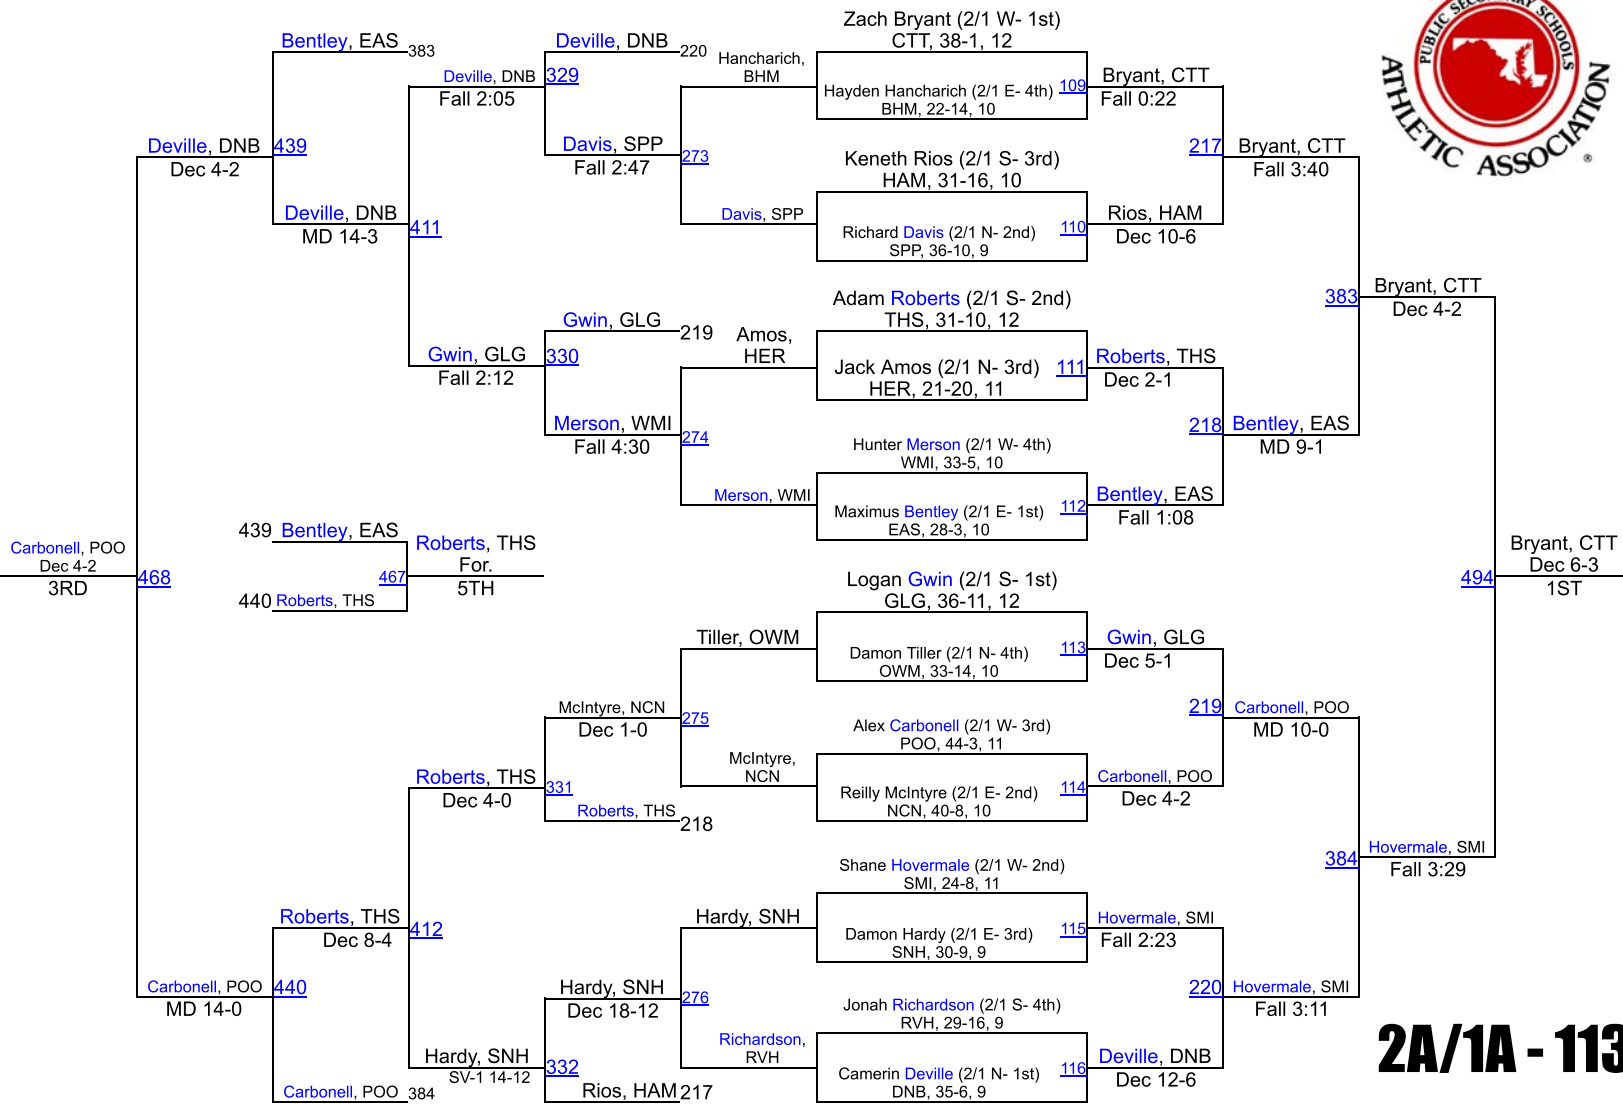 PUBLIC SECONDARY SCHOOLS
ATHLETIC ASSOCIATION
®
Zach Bryant (2/1 W- 1st)
CTT, 38-1, 12
Hayden Hancharich (2/1 E- 4th) 109
BHM, 22-14, 10
Keneth Rios (2/1 S- 3rd)
HAM, 31-16, 10
Richard Davis (2/1 N- 2nd) 110
SPP, 36-10, 9
Adam Roberts (2/1 S- 2nd)
THS, 31-10, 12
Jack Amos (2/1 N- 3rd) 111
HER, 21-20, 11
Hunter Merson (2/1 W- 4th)
WMI, 33-5, 10
Maximus Bentley (2/1 E- 1st) 112
EAS, 28-3, 10
Logan Gwin (2/1 S- 1st)
GLG, 36-11, 12
Damon Tiller (2/1 N- 4th) 113
OWM, 33-14, 10
Alex Carbonell (2/1 W- 3rd)
POO, 44-3, 11
Reilly McIntyre (2/1 E- 2nd) 114
NCN, 40-8, 10
Shane Hovermale (2/1 W- 2nd)
SMI, 24-8, 11
Damon Hardy (2/1 E- 3rd) 115
SNH, 30-9, 9
Jonah Richardson (2/1 S- 4th)
RVH, 29-16, 9
Camerin Deville (2/1 N- 1st) 116
DNB, 35-6, 9
Bryant, CTT
Fall 0:22
217
Rios, HAM
Dec 10-6
Roberts, THS
Dec 2-1
218
Bentley, EAS
Fall 1:08
Gwin, GLG
Dec 5-1
219
Carbonell, POO
Dec 4-2
Hovermale, SMI
Fall 2:23
220
Deville, DNB
Dec 12-6
Bryant, CTT
Fall 3:40
383
Bentley, EAS
MD 9-1
Carbonell, POO
MD 10-0
384
Hovermale, SMI
Fall 3:11
Bryant, CTT
Dec 4-2
494
Hovermale, SMI
Fall 3:29
Bryant, CTT
Dec 6-3
1ST
Hancharich,
BHM
273
Davis, SPP
Amos,
HER
274
Merson, WMI
Tiller, OWM
275
McIntyre,
NCN
Hardy, SNH
276
Richardson,
RVH
Deville, DNB 220
329
Davis, SPP
Fall 2:47
Gwin, GLG 219
330
Merson, WMI
Fall 4:30
McIntyre, NCN
Dec 1-0
331
Roberts, THS 218
Hardy, SNH
Dec 18-12
332
Rios, HAM 217
Deville, DNB
Fall 2:05
411
Gwin, GLG
Fall 2:12
Roberts, THS
Dec 4-0
412
Hardy, SNH
SV-1 14-12
Bentley, EAS 383
439
Deville, DNB
MD 14-3
Roberts, THS
Dec 8-4
440
Carbonell, POO 384
Deville, DNB
Dec 4-2
468
Carbonell, POO
MD 14-0
Carbonell, POO
Dec 4-2
3RD
439 Bentley, EAS
467
440 Roberts, THS
Roberts, THS
For.
5TH
2A/1A - 113